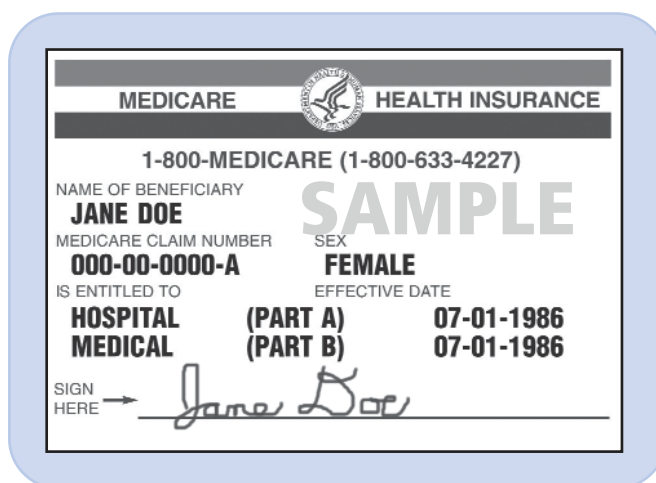 MEDICARE HEALTH INSURANCE
1-800-MEDICARE (1-800-633-4227)
NAME OF BENEFICIARY
JANE DOE
SAMPLE
MEDICARE CLAIM NUMBER SEX
000-00-0000-A FEMALE
IS ENTITLED TO EFFECTIVE DATE
HOSPITAL (PART A) 07-01-1986
MEDICAL (PART B) 07-01-1986
SIGN
HERE Jane Doe